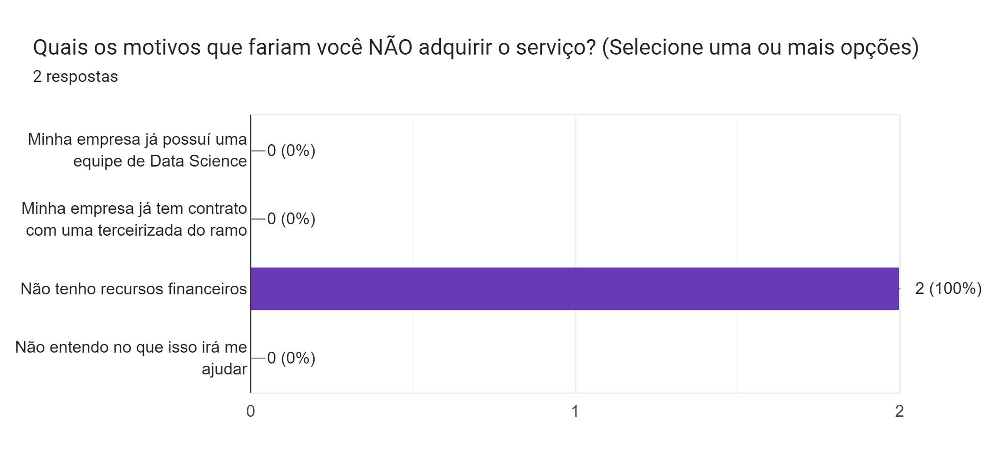 Quais os motivos que fariam você NÃO adquirir o serviço? (Selecione uma ou mais opções)
2 respostas
Minha empresa já possuí uma
equipe de Data Science
0 (0%)
Minha empresa já tem contrato
com uma terceirizada do ramo
0 (0%)
Não tenho recursos financeiros
2 (100%)
Não entendo no que isso irá me
ajudar
0 (0%)
0
1
2